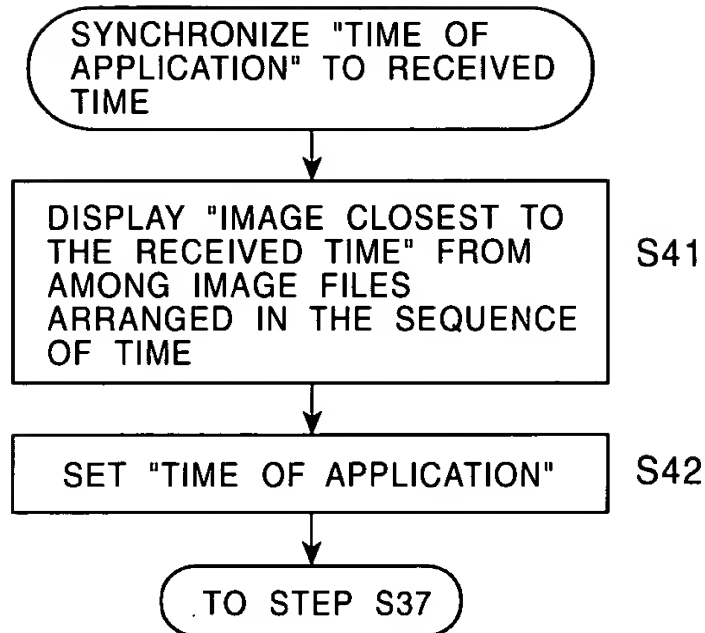 SYNCHRONIZE "TIME OF
APPLICATION" TO RECEIVED
TIME
DISPLAY "IMAGE CLOSEST TO
THE RECEIVED TIME" FROM
AMONG IMAGE FILES
ARRANGED IN THE SEQUENCE
OF TIME
S41
SET "TIME OF APPLICATION"
S42
TO STEP S37